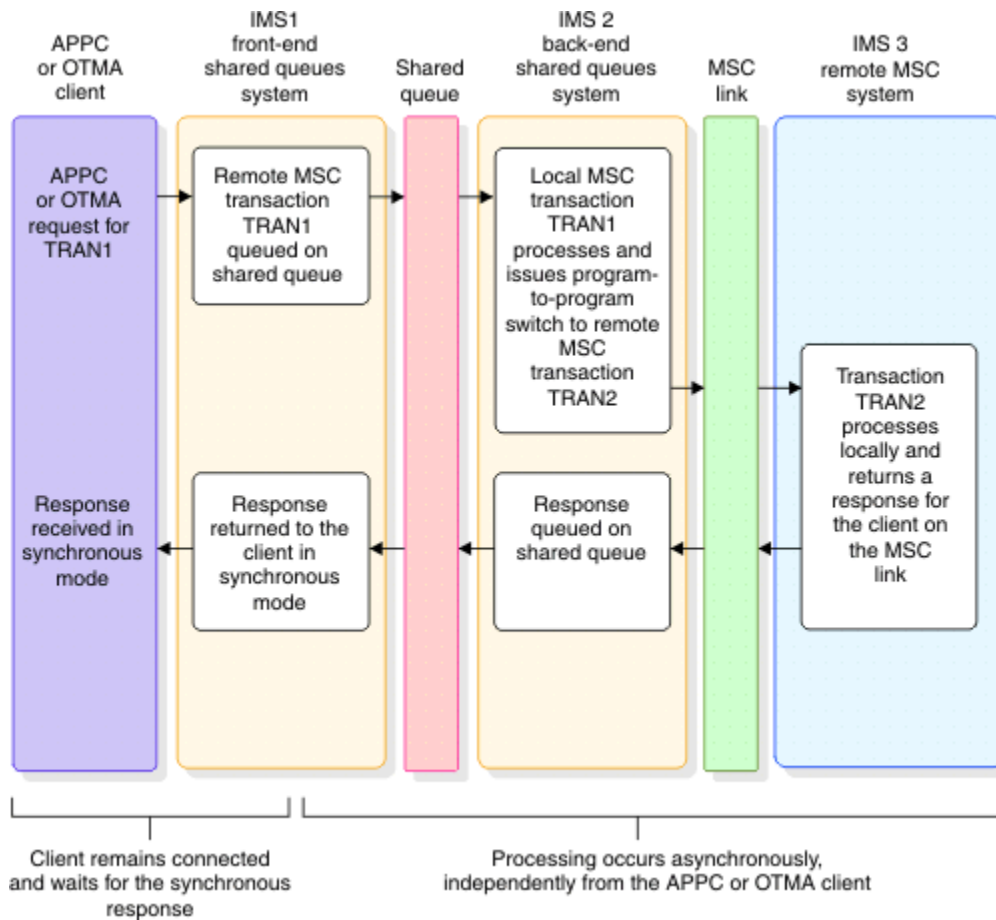 APPC
or OTMA
client
IMS1
front-end
shared queues
system
Shared
queue
IMS 2
back-end
shared queues
system
MSC
link
IMS 3
remote MSC
system
APPC
or OTMA
request for
TRAN1
Remote MSC
transaction
TRAN1
queued on
shared queue
Local MSC
transaction
TRAN1
processes and
issues program-
to-program
switch to remote
MSC
transaction
TRAN2
Transaction
TRAN2
processes
locally and
returns a
response for
the client on
the MSC
link
Response
received in
synchronous
mode
Response
returned to the
client in
synchronous
mode
Response
queued on
shared queue
Client remains connected
and waits for the synchronous
response
Processing occurs asynchronously,
independently from the APPC or OTMA client